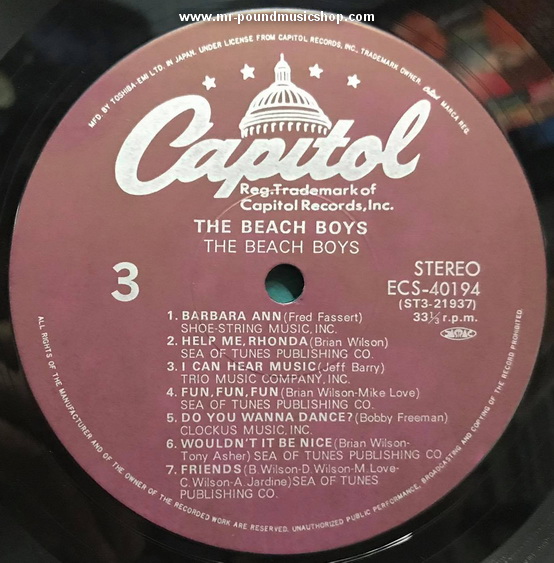 www.mr-poundmusicshop.com
MFD. BY TOSHIBA-EMI LTD. IN JAPAN. UNDER LICENSE FROM CAPITOL RECORDS, INC., TRADEMARK OWNER. Capitol MARCA REG.
Capitol
Reg.Trademark of
Capitol Records,Inc.
THE BEACH BOYS
THE BEACH BOYS
3
STEREO
ECS-40194
(ST3-21937)
33⅓ r.p.m.
1. BARBARA ANN (Fred Fassert)
SHOE-STRING MUSIC, INC.
2. HELP ME, RHONDA (Brian Wilson)
SEA OF TUNES PUBLISHING CO.
3. I CAN HEAR MUSIC (Jeff Barry)
TRIO MUSIC COMPANY, INC.
4. FUN, FUN, FUN (Brian Wilson-Mike Love)
SEA OF TUNES PUBLISHING CO.
5. DO YOU WANNA DANCE? (Bobby Freeman)
CLOCKUS MUSIC, INC.
6. WOULDN'T IT BE NICE (Brian Wilson-
Tony Asher) SEA OF TUNES PUBLISHING CO.
7. FRIENDS (B.Wilson-D.Wilson-M.Love-
C.Wilson-A.Jardine) SEA OF TUNES
PUBLISHING CO.
ALL RIGHTS OF THE MANUFACTURER AND OF THE OWNER OF THE RECORDED WORK ARE RESERVED. UNAUTHORIZED PUBLIC PERFORMANCE, BROADCASTING AND COPYING OF THIS RECORD PROHIBITED.